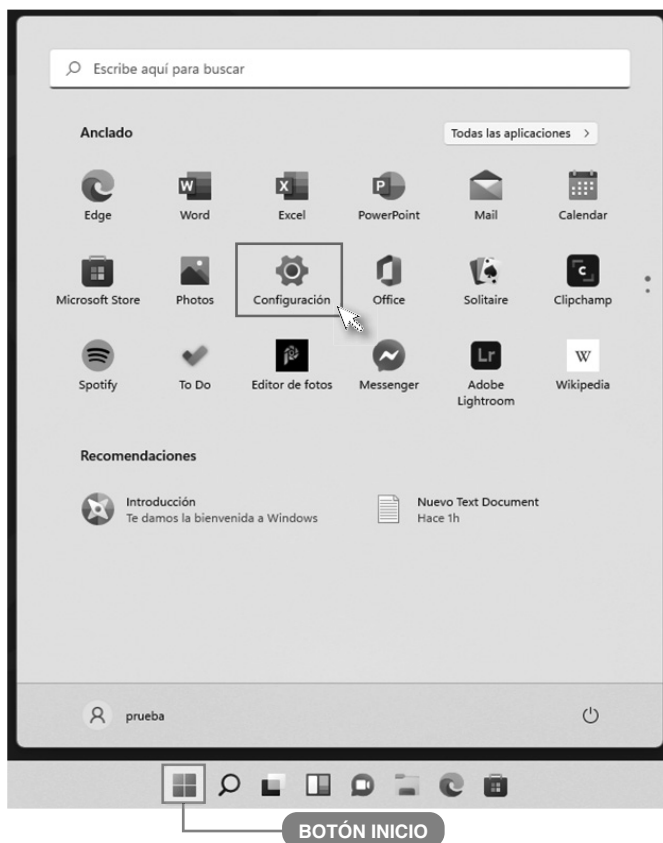 Escribe aquí para buscar
Anclado
Todas las aplicaciones >
Edge
Word
Excel
PowerPoint
Mail
Calendar
Microsoft Store
Photos
Configuración
Office
Solitaire
Clipchamp
Spotify
To Do
Editor de fotos
Messenger
Adobe
Lightroom
Wikipedia
Recomendaciones
Introducción
Te damos la bienvenida a Windows
Nuevo Text Document
Hace 1h
prueba
BOTÓN INICIO